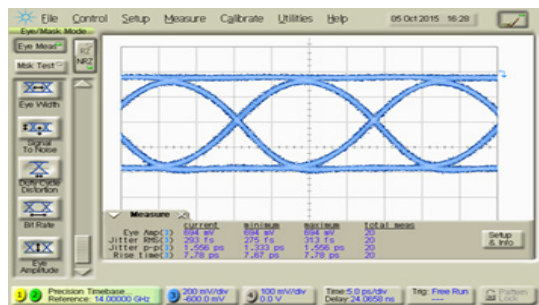 File Control Setup Measure Calibrate Utilities Help 05 Oct 2015 16:28
Eye/Mask Mode
Eye Meas
RZ
NRZ
Msk Test
Eye Width
Signal
To Noise
Duty Cycle
Distortion
Bit Rate
Eye
Amplitude
Measure
current minimum maximum total meas
Eye Amp(3) 694 mV 694 mV 694 mV 20
Jitter RMS(3) 293 fs 275 fs 313 fs 20
Jitter p-p(3) 1.556 ps 1.333 ps 1.556 ps 20
Rise time(3) 7.78 ps 7.67 ps 7.78 ps 20
Setup
& Info
1 2 Precision Timebase...
Reference: 14.00000 GHz
3 200 mV/div
-600.0 mV
100 mV/div
0.0 V
Time:5.0 ps/div
Delay:24.0658 ns
Trig: Free Run
Pattern
Lock